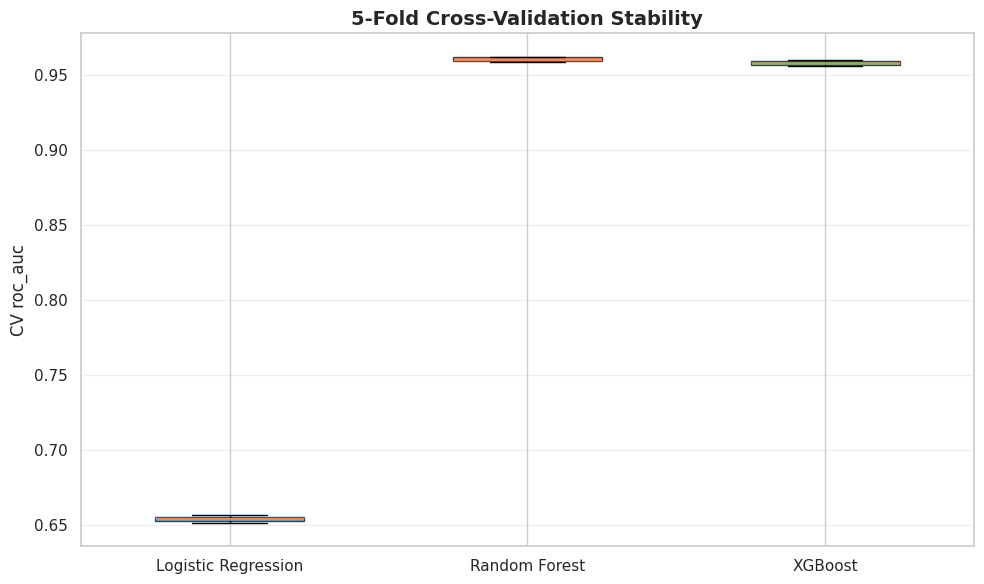 5-Fold Cross-Validation Stability
CV roc_auc
0.95
0.90
0.85
0.80
0.75
0.70
0.65
Logistic Regression
Random Forest
XGBoost